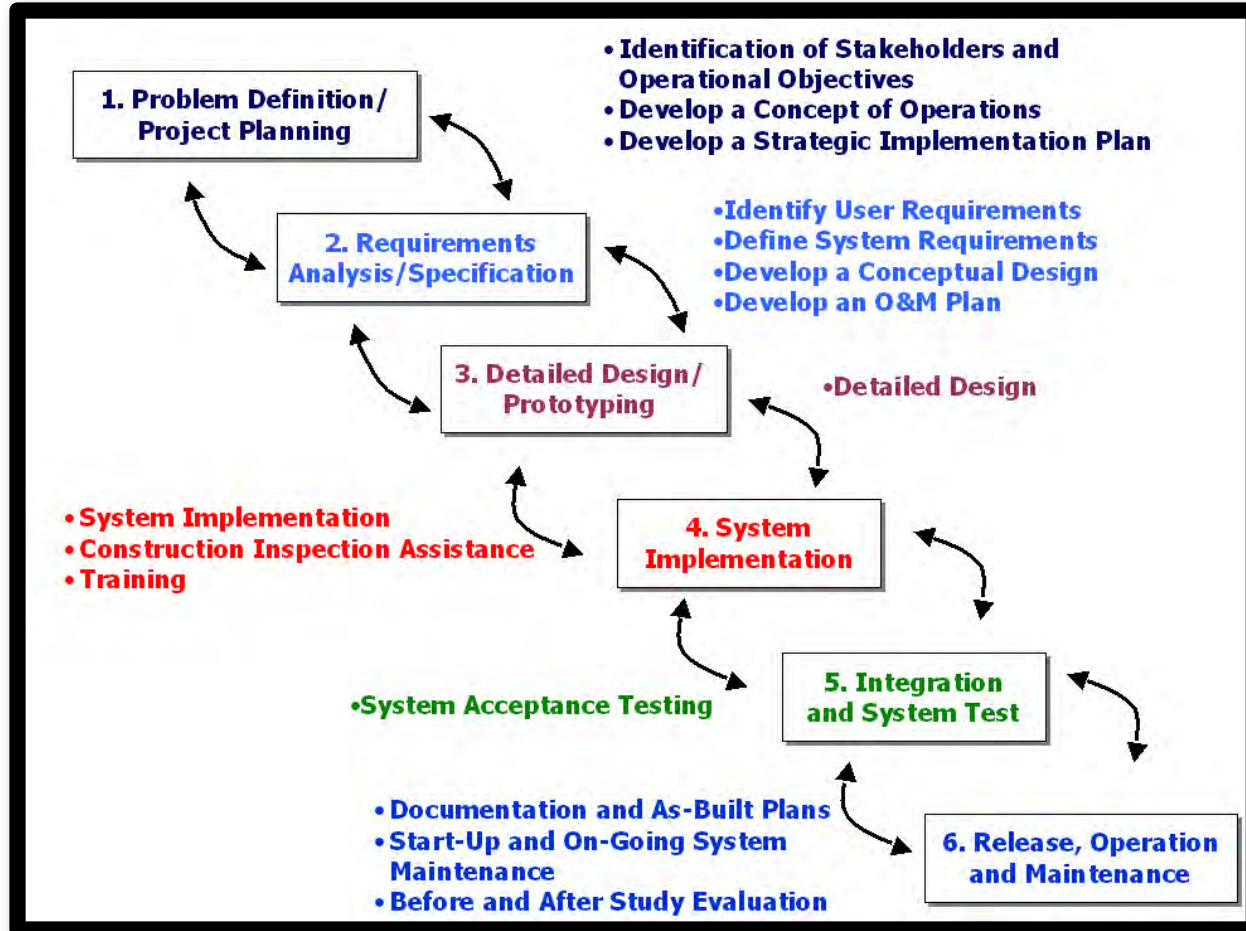 • Identification of Stakeholders and
Operational Objectives
• Develop a Concept of Operations
• Develop a Strategic Implementation Plan
1. Problem Definition/
Project Planning
•Identify User Requirements
•Define System Requirements
•Develop a Conceptual Design
•Develop an O&M Plan
2. Requirements
Analysis/Specification
3. Detailed Design/
Prototyping
•Detailed Design
• System Implementation
• Construction Inspection Assistance
• Training
4. System
Implementation
•System Acceptance Testing
5. Integration
and System Test
• Documentation and As-Built Plans
• Start-Up and On-Going System
Maintenance
• Before and After Study Evaluation
6. Release, Operation
and Maintenance